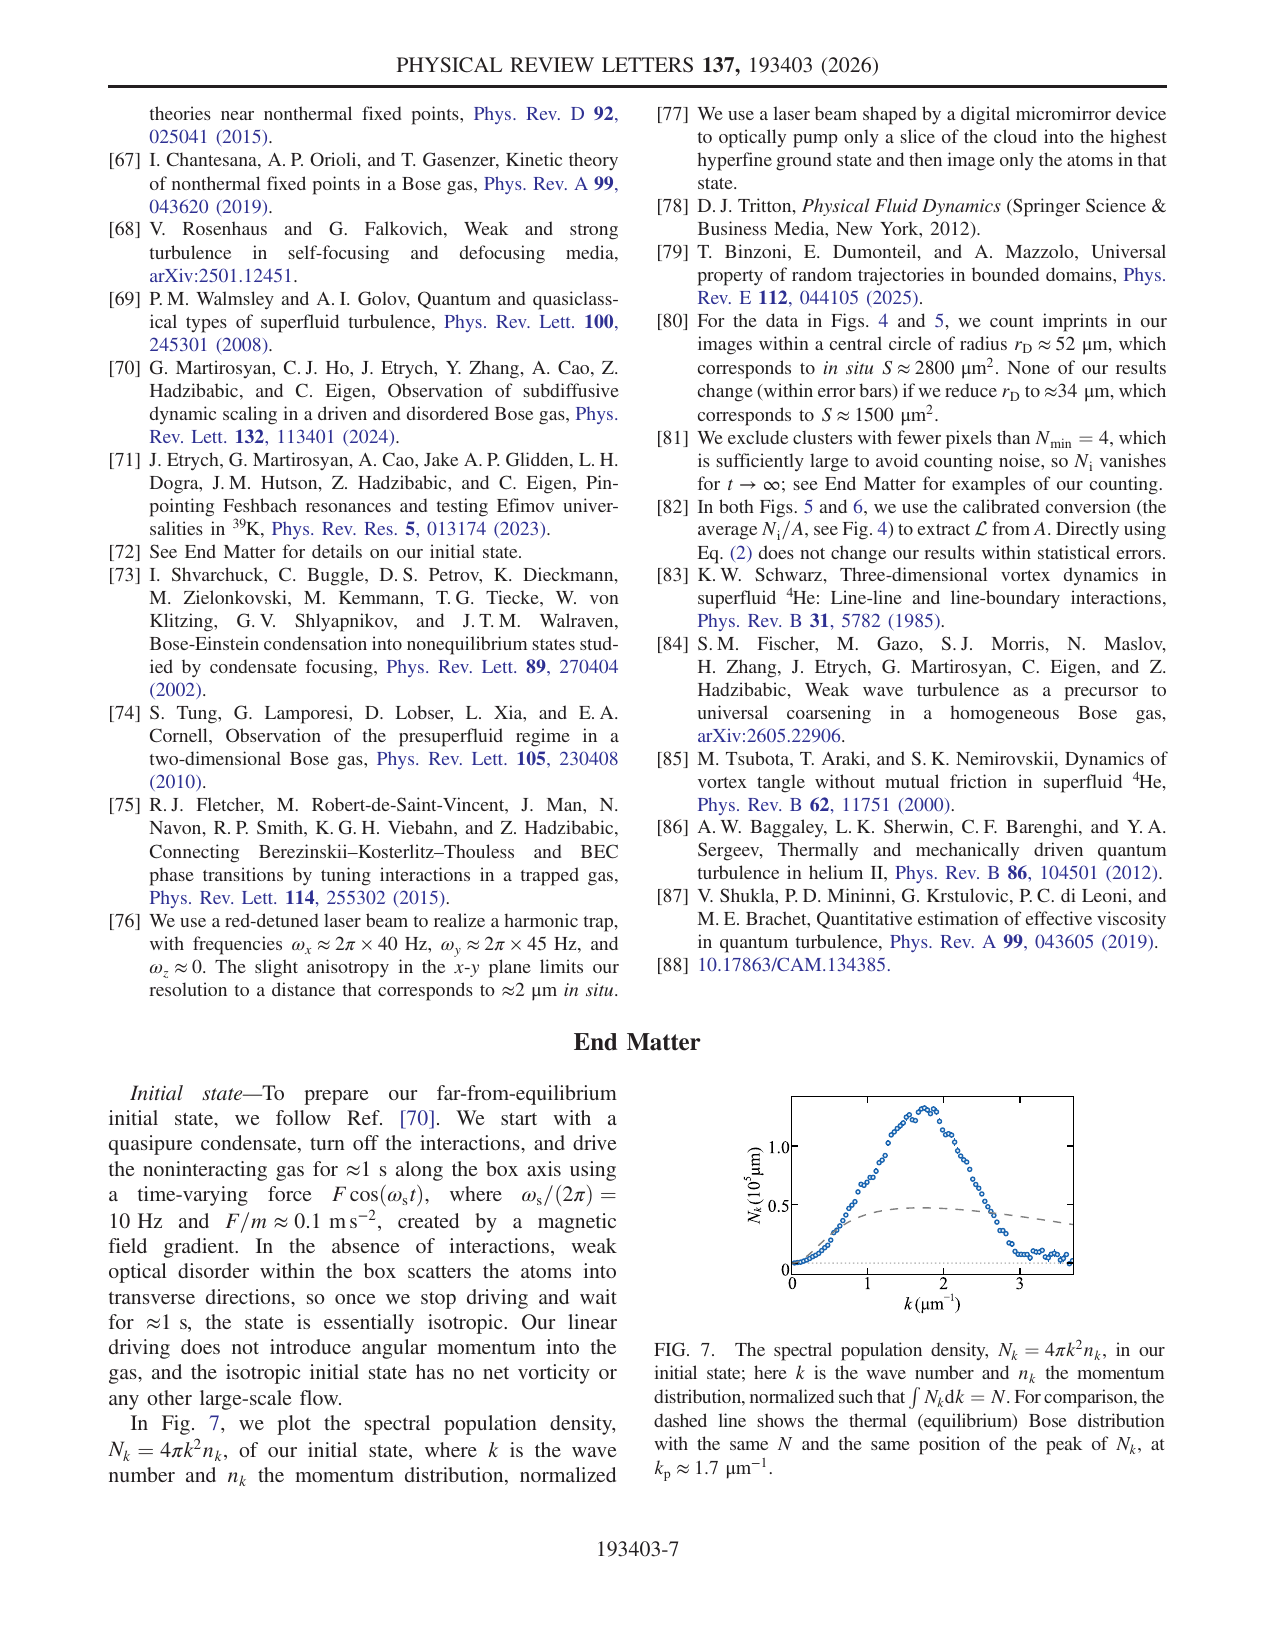 PHYSICAL REVIEW LETTERS 137, 193403 (2026)
theories near nonthermal fixed points, Phys. Rev. D 92,
025041 (2015).
[67] I. Chantesana, A. P. Orioli, and T. Gasenzer, Kinetic theory
of nonthermal fixed points in a Bose gas, Phys. Rev. A 99,
043620 (2019).
[68] V. Rosenhaus and G. Falkovich, Weak and strong
turbulence in self-focusing and defocusing media,
arXiv:2501.12451.
[69] P. M. Walmsley and A. I. Golov, Quantum and quasiclass-
ical types of superfluid turbulence, Phys. Rev. Lett. 100,
245301 (2008).
[70] G. Martirosyan, C. J. Ho, J. Etrych, Y. Zhang, A. Cao, Z.
Hadzibabic, and C. Eigen, Observation of subdiffusive
dynamic scaling in a driven and disordered Bose gas, Phys.
Rev. Lett. 132, 113401 (2024).
[71] J. Etrych, G. Martirosyan, A. Cao, Jake A. P. Glidden, L. H.
Dogra, J. M. Hutson, Z. Hadzibabic, and C. Eigen, Pin-
pointing Feshbach resonances and testing Efimov univer-
salities in ³⁹K, Phys. Rev. Res. 5, 013174 (2023).
[72] See End Matter for details on our initial state.
[73] I. Shvarchuck, C. Buggle, D. S. Petrov, K. Dieckmann,
M. Zielonkovski, M. Kemmann, T. G. Tiecke, W. von
Klitzing, G. V. Shlyapnikov, and J. T. M. Walraven,
Bose-Einstein condensation into nonequilibrium states stud-
ied by condensate focusing, Phys. Rev. Lett. 89, 270404
(2002).
[74] S. Tung, G. Lamporesi, D. Lobser, L. Xia, and E. A.
Cornell, Observation of the presuperfluid regime in a
two-dimensional Bose gas, Phys. Rev. Lett. 105, 230408
(2010).
[75] R. J. Fletcher, M. Robert-de-Saint-Vincent, J. Man, N.
Navon, R. P. Smith, K. G. H. Viebahn, and Z. Hadzibabic,
Connecting Berezinskii–Kosterlitz–Thouless and BEC
phase transitions by tuning interactions in a trapped gas,
Phys. Rev. Lett. 114, 255302 (2015).
[76] We use a red-detuned laser beam to realize a harmonic trap,
with frequencies ωₓ ≈ 2π × 40 Hz, ω_y ≈ 2π × 45 Hz, and
ω_z ≈ 0. The slight anisotropy in the x-y plane limits our
resolution to a distance that corresponds to ≈2 μm in situ.
[77] We use a laser beam shaped by a digital micromirror device
to optically pump only a slice of the cloud into the highest
hyperfine ground state and then image only the atoms in that
state.
[78] D. J. Tritton, Physical Fluid Dynamics (Springer Science &
Business Media, New York, 2012).
[79] T. Binzoni, E. Dumonteil, and A. Mazzolo, Universal
property of random trajectories in bounded domains, Phys.
Rev. E 112, 044105 (2025).
[80] For the data in Figs. 4 and 5, we count imprints in our
images within a central circle of radius r_D ≈ 52 μm, which
corresponds to in situ S ≈ 2800 μm². None of our results
change (within error bars) if we reduce r_D to ≈34 μm, which
corresponds to S ≈ 1500 μm².
[81] We exclude clusters with fewer pixels than N_min = 4, which
is sufficiently large to avoid counting noise, so N_i vanishes
for t → ∞; see End Matter for examples of our counting.
[82] In both Figs. 5 and 6, we use the calibrated conversion (the
average N_i/A, see Fig. 4) to extract ℒ from A. Directly using
Eq. (2) does not change our results within statistical errors.
[83] K. W. Schwarz, Three-dimensional vortex dynamics in
superfluid ⁴He: Line-line and line-boundary interactions,
Phys. Rev. B 31, 5782 (1985).
[84] S. M. Fischer, M. Gazo, S. J. Morris, N. Maslov,
H. Zhang, J. Etrych, G. Martirosyan, C. Eigen, and Z.
Hadzibabic, Weak wave turbulence as a precursor to
universal coarsening in a homogeneous Bose gas,
arXiv:2605.22906.
[85] M. Tsubota, T. Araki, and S. K. Nemirovskii, Dynamics of
vortex tangle without mutual friction in superfluid ⁴He,
Phys. Rev. B 62, 11751 (2000).
[86] A. W. Baggaley, L. K. Sherwin, C. F. Barenghi, and Y. A.
Sergeev, Thermally and mechanically driven quantum
turbulence in helium II, Phys. Rev. B 86, 104501 (2012).
[87] V. Shukla, P. D. Mininni, G. Krstulovic, P. C. di Leoni, and
M. E. Brachet, Quantitative estimation of effective viscosity
in quantum turbulence, Phys. Rev. A 99, 043605 (2019).
[88] 10.17863/CAM.134385.
End Matter
Initial state—To prepare our far-from-equilibrium
initial state, we follow Ref. [70]. We start with a
quasipure condensate, turn off the interactions, and drive
the noninteracting gas for ≈1 s along the box axis using
a time-varying force F cos(ω_s t), where ω_s/(2π) =
10 Hz and F/m ≈ 0.1 m s⁻², created by a magnetic
field gradient. In the absence of interactions, weak
optical disorder within the box scatters the atoms into
transverse directions, so once we stop driving and wait
for ≈1 s, the state is essentially isotropic. Our linear
driving does not introduce angular momentum into the
gas, and the isotropic initial state has no net vorticity or
any other large-scale flow.
In Fig. 7, we plot the spectral population density,
N_k = 4πk²n_k, of our initial state, where k is the wave
number and n_k the momentum distribution, normalized
N_k (10⁵μm)
1.0
0.5
0
0 1 2 3
k (μm⁻¹)
FIG. 7. The spectral population density, N_k = 4πk²n_k, in our
initial state; here k is the wave number and n_k the momentum
distribution, normalized such that ∫ N_k dk = N. For comparison, the
dashed line shows the thermal (equilibrium) Bose distribution
with the same N and the same position of the peak of N_k, at
k_p ≈ 1.7 μm⁻¹.
193403-7